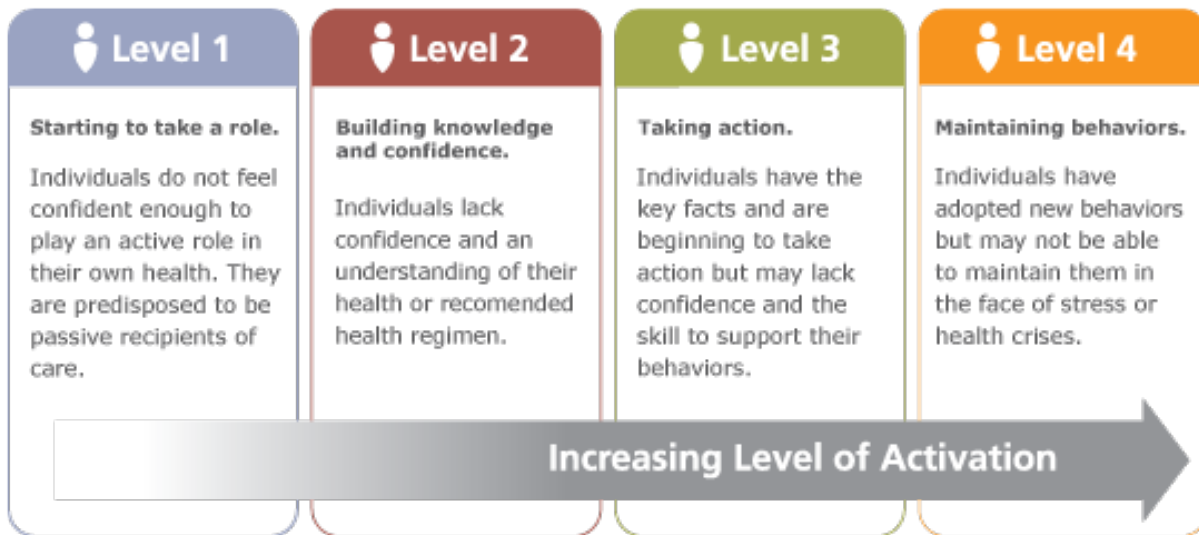 Level 1
Starting to take a role.
Individuals do not feel
confident enough to
play an active role in
their own health. They
are predisposed to be
passive recipients of
care.
Level 2
Building knowledge
and confidence.
Individuals lack
confidence and an
understanding of their
health or recomended
health regimen.
Level 3
Taking action.
Individuals have the
key facts and are
beginning to take
action but may lack
confidence and the
skill to support their
behaviors.
Level 4
Maintaining behaviors.
Individuals have
adopted new behaviors
but may not be able
to maintain them in
the face of stress or
health crises.
Increasing Level of Activation